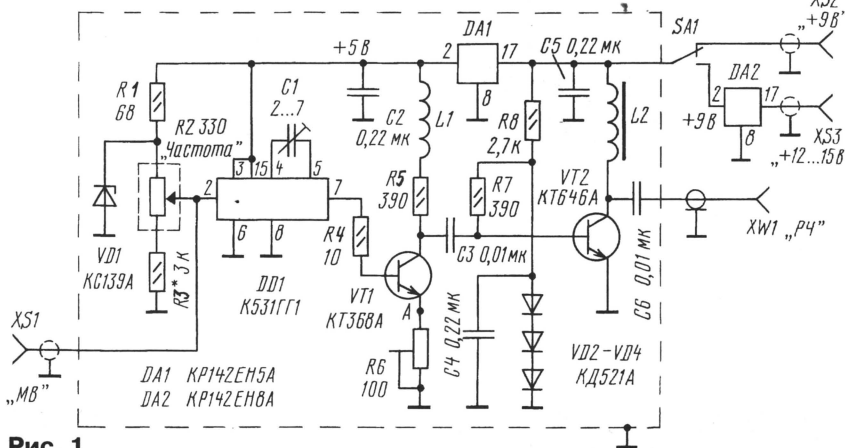 XS2
„+9В"
SA1
DA1
2
17
8
C5 0,22 мк
+5В
DA2
2
17
8
+9В
XS3
„+12...15В
R1
68
C1
2...7
C2
0,22 мк
L1
R8
2,7к
L2
R2 330
„Частота"
3
15
4
5
2
7
6
8
DD1
К531ГГ1
VD1
КС139А
R3* 3к
R4
10
R5
390
R7
390
VT2
КТ646А
C3 0,01мк
C6 0,01 мк
XW1 „РЧ"
VT1
КТ368А
А
R6
100
C4 0,22 мк
VD2-VD4
КД521А
XS1
„МВ"
DA1 КР142ЕН5А
DA2 КР142ЕН8А
Рис. 1